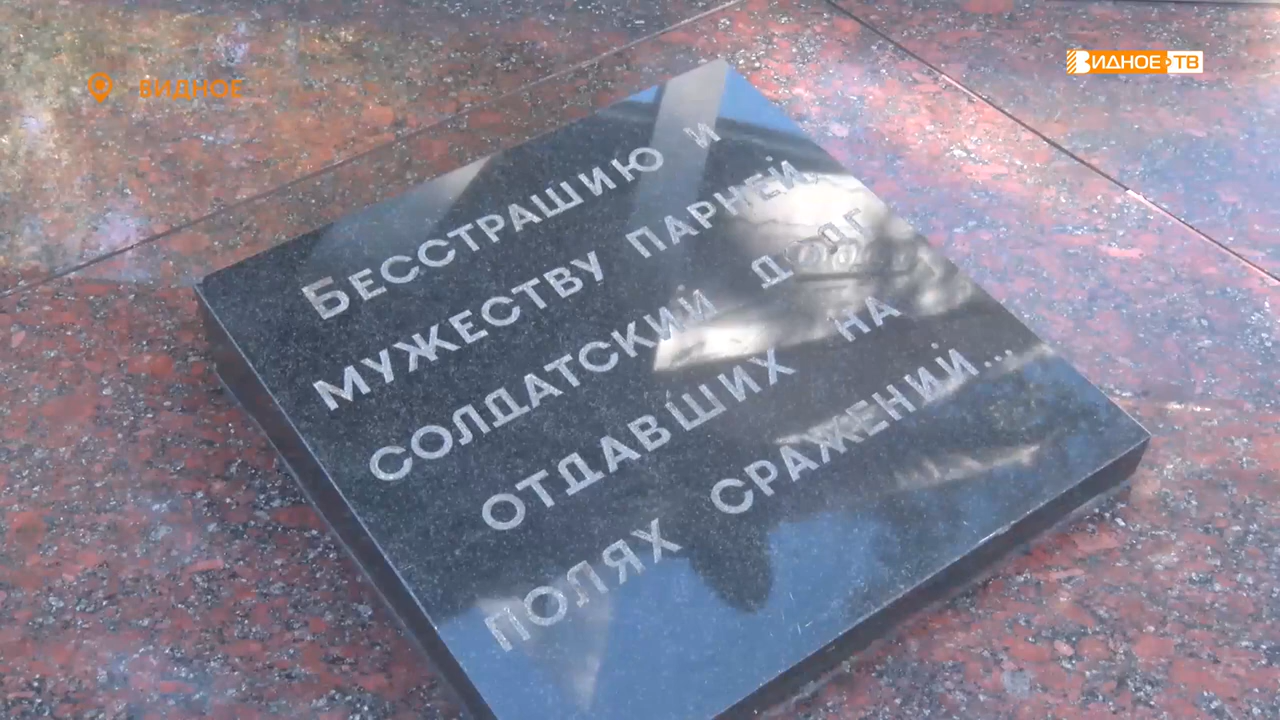 ВИДНОЕ
ВИДНОЕ ТВ
БЕССТРАШИЮ И
МУЖЕСТВУ ПАРНЕЙ,
СОЛДАТСКИЙ ДОЛГ
ОТДАВШИХ НА
ПОЛЯХ СРАЖЕНИЙ...